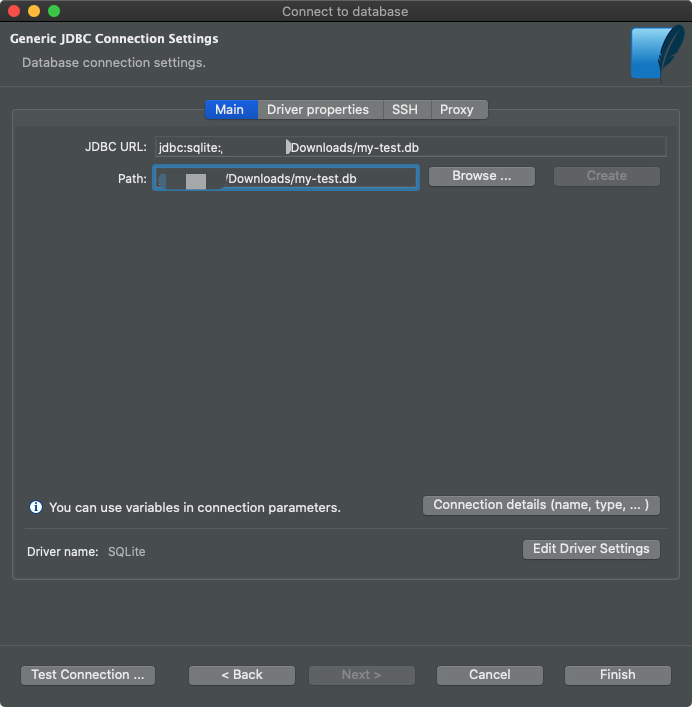 Connect to database
Generic JDBC Connection Settings
Database connection settings.
Main Driver properties SSH Proxy
JDBC URL: jdbc:sqlite: Downloads/my-test.db
Path: /Downloads/my-test.db Browse ... Create
You can use variables in connection parameters. Connection details (name, type, ... )
Driver name: SQLite Edit Driver Settings
Test Connection ... < Back Next > Cancel Finish